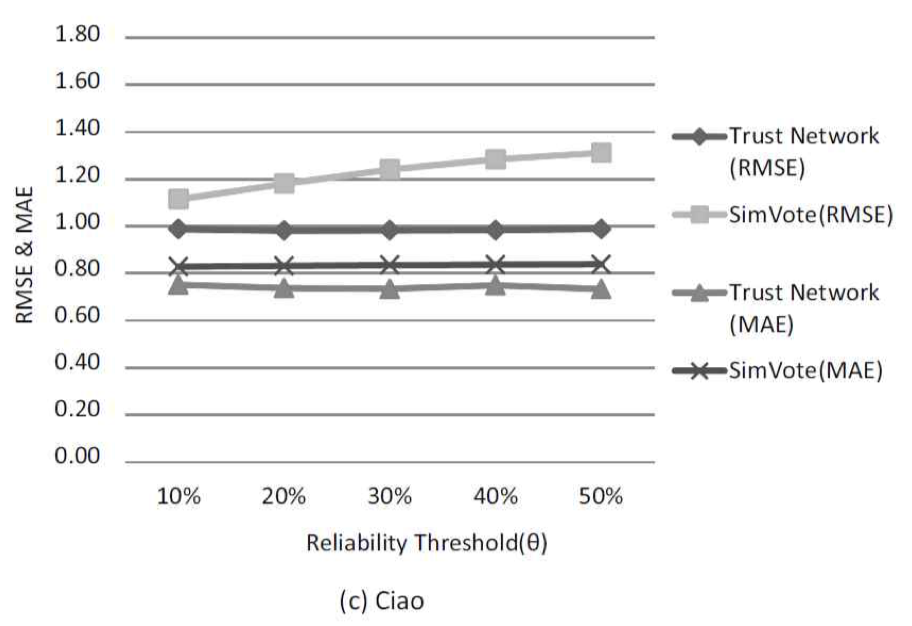 1.80
1.60
1.40
1.20
1.00
0.80
0.60
0.40
0.20
0.00
RMSE & MAE
10% 20% 30% 40% 50%
Reliability Threshold(θ)
Trust Network
(RMSE)
SimVote(RMSE)
Trust Network
(MAE)
SimVote(MAE)
(c) Ciao